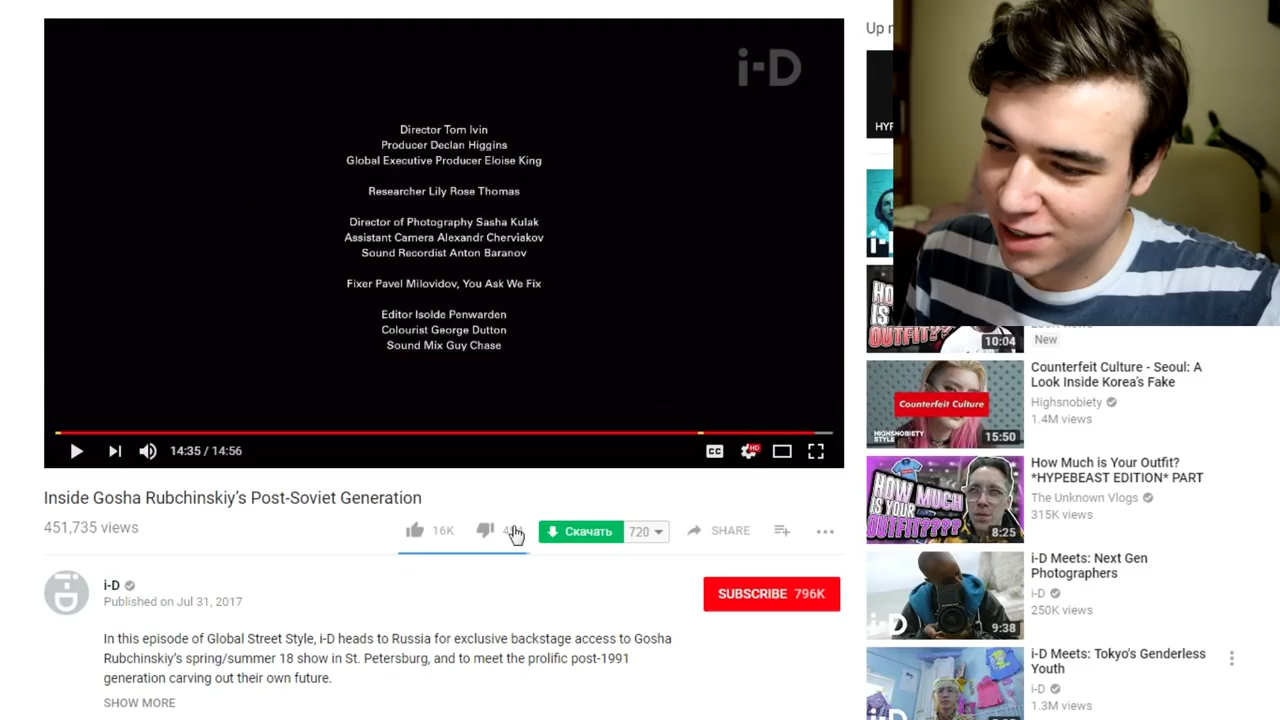 i-D
Director Tom Ivin
Producer Declan Higgins
Global Executive Producer Eloise King
Researcher Lily Rose Thomas
Director of Photography Sasha Kulak
Assistant Camera Alexandr Cherviakov
Sound Recordist Anton Baranov
Fixer Pavel Milovidov, You Ask We Fix
Editor Isolde Penwarden
Colourist George Dutton
Sound Mix Guy Chase
14:35 / 14:56
CC
HD
Inside Gosha Rubchinskiy's Post-Soviet Generation
451,735 views
16K
Скачать
720
SHARE
i-D
Published on Jul 31, 2017
SUBSCRIBE 796K
In this episode of Global Street Style, i-D heads to Russia for exclusive backstage access to Gosha
Rubchinskiy's spring/summer 18 show in St. Petersburg, and to meet the prolific post-1991
generation carving out their own future.
SHOW MORE
Up
HYP
HO
IS
OUTFIT?
10:04
New
Counterfeit Culture
HIGHSNOBIETY
STYLE
15:50
Counterfeit Culture - Seoul: A
Look Inside Korea's Fake
Highsnobiety
1.4M views
HOW MUCH
IS YOUR
OUTFIT????
8:25
How Much is Your Outfit?
*HYPEBEAST EDITION* PART
The Unknown Vlogs
315K views
i-D
9:38
i-D Meets: Next Gen
Photographers
i-D
250K views
i-D Meets: Tokyo's Genderless
Youth
i-D
1.3M views